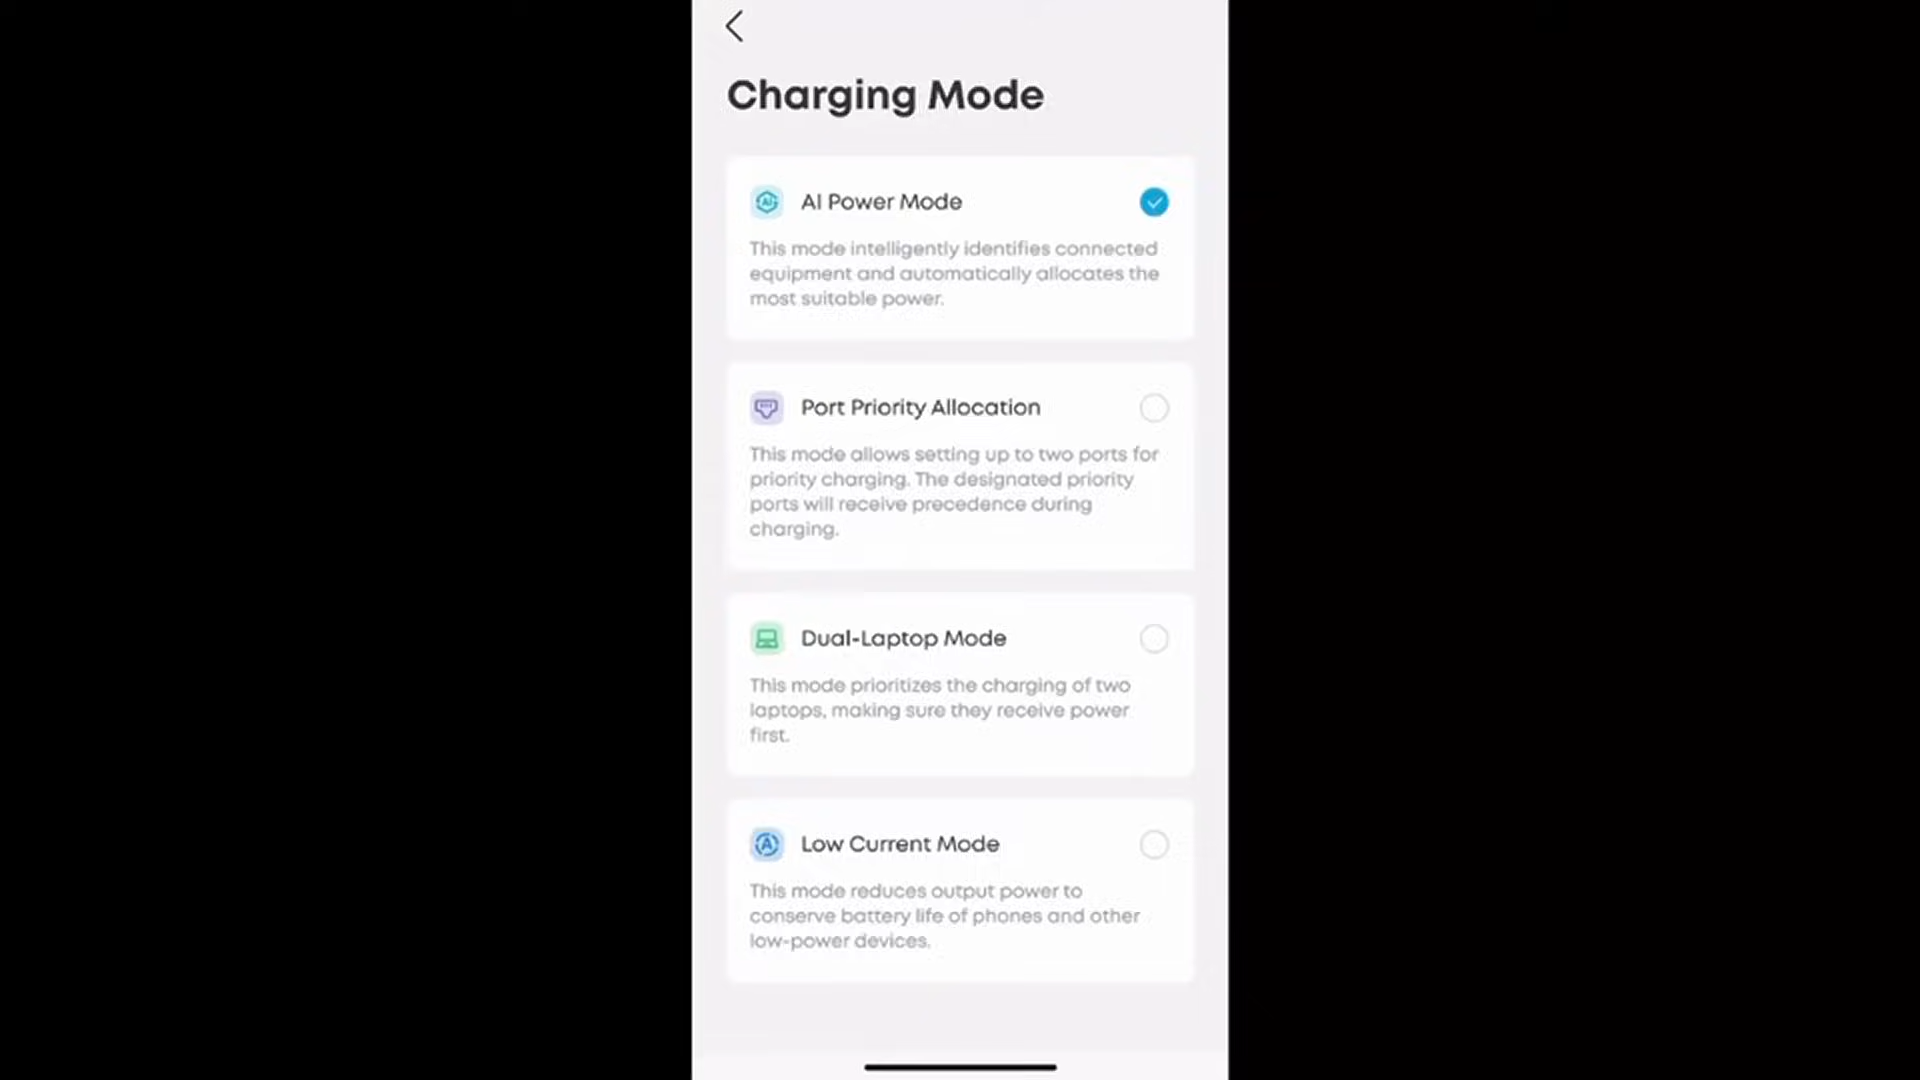 Charging Mode
AI Power Mode
This mode intelligently identifies connected
equipment and automatically allocates the
most suitable power.
Port Priority Allocation
This mode allows setting up to two ports for
priority charging. The designated priority
ports will receive precedence during
charging.
Dual-Laptop Mode
This mode prioritizes the charging of two
laptops, making sure they receive power
first.
Low Current Mode
This mode reduces output power to
conserve battery life of phones and other
low-power devices.